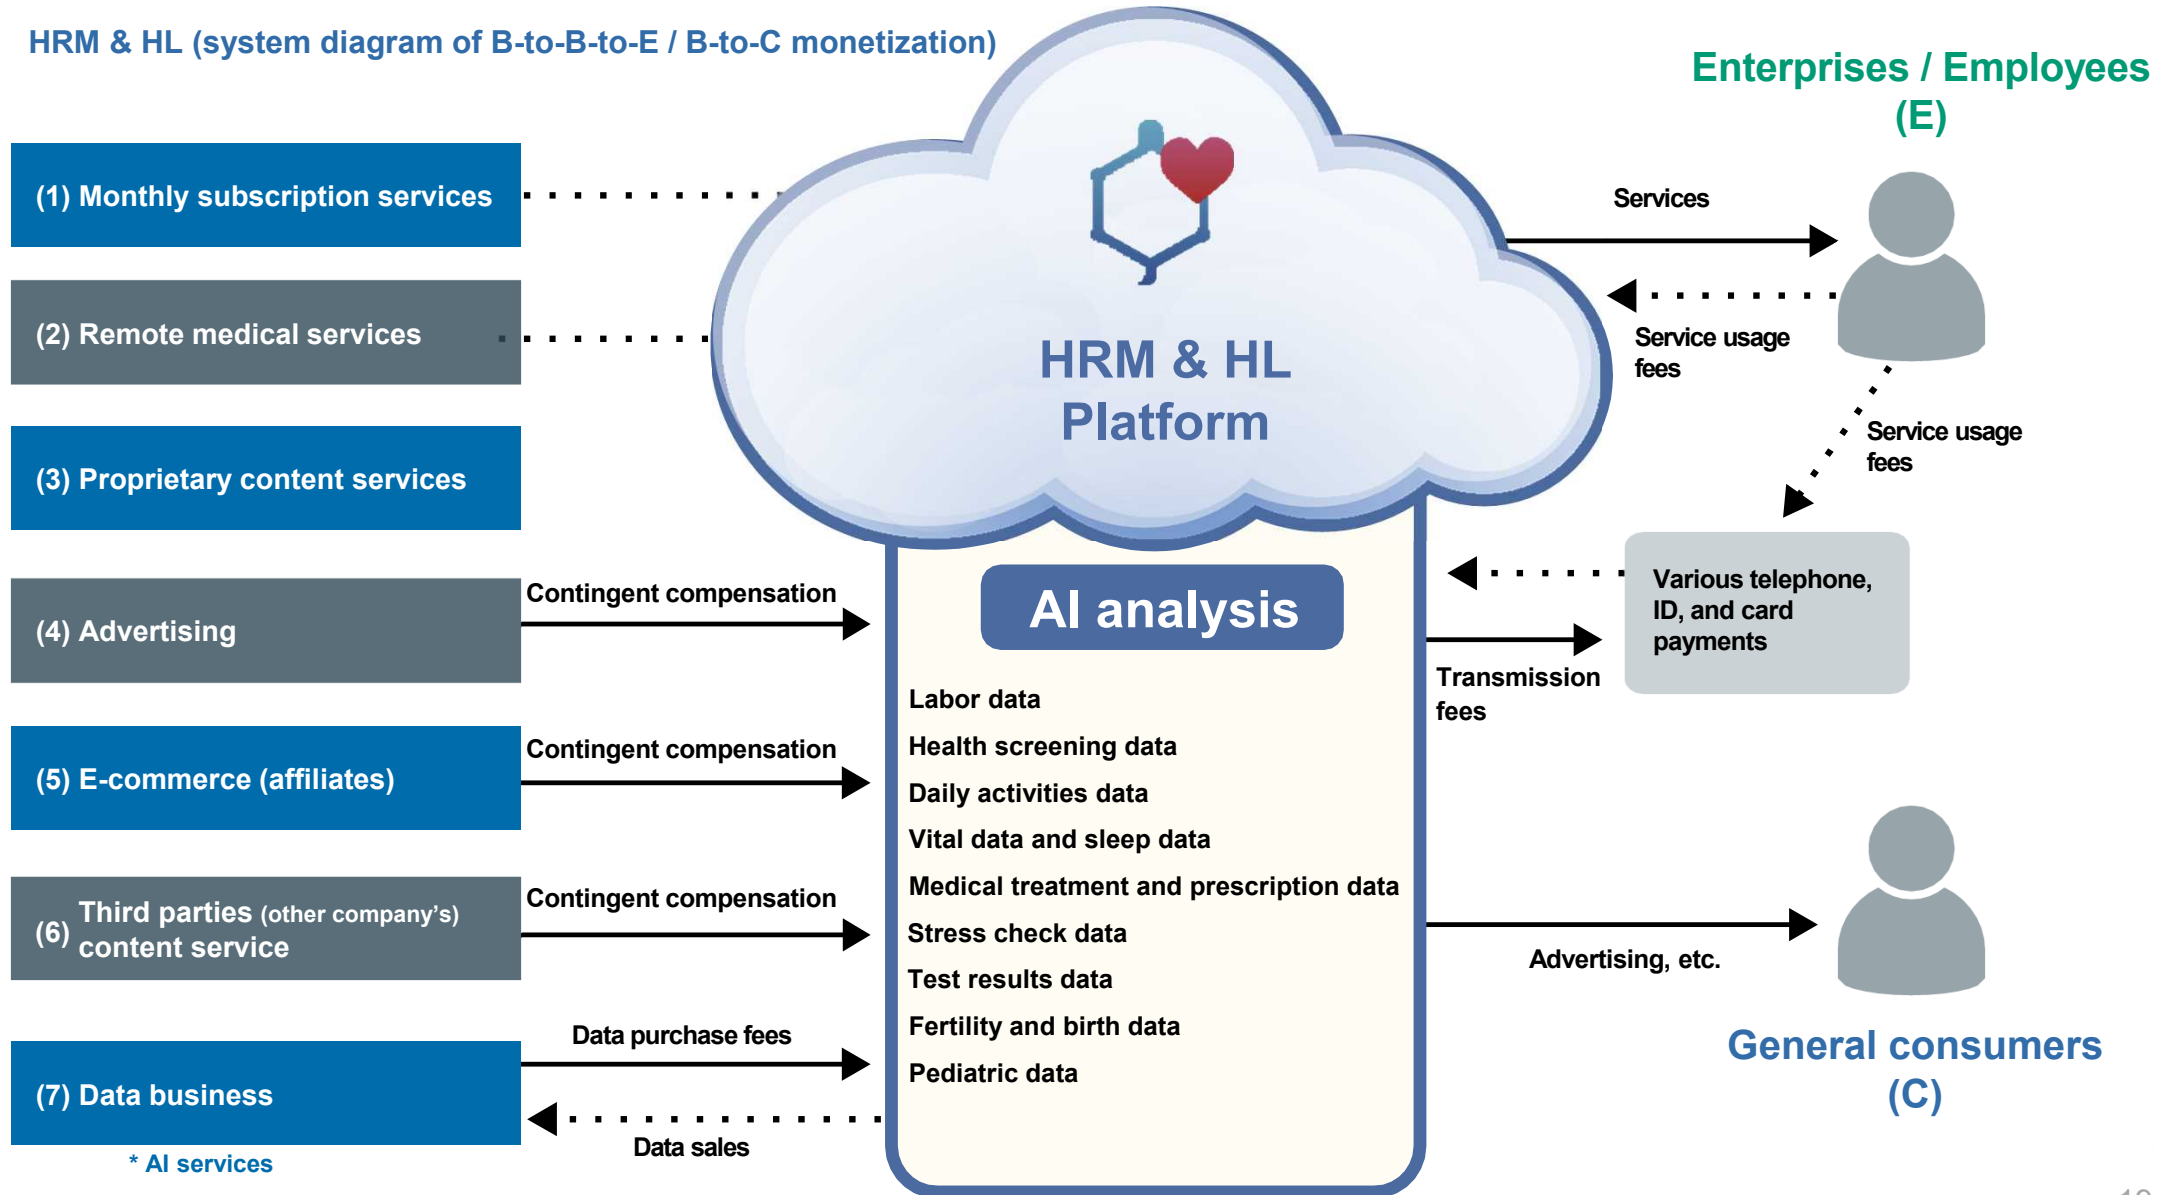 HRM & HL (system diagram of B-to-B-to-E / B-to-C monetization)
Enterprises / Employees
(E)
(1) Monthly subscription services
(2) Remote medical services
(3) Proprietary content services
(4) Advertising
(5) E-commerce (affiliates)
(6) Third parties (other company's)
content service
(7) Data business
* AI services
Contingent compensation
Contingent compensation
Contingent compensation
Data purchase fees
Data sales
HRM & HL
Platform
AI analysis
Labor data
Health screening data
Daily activities data
Vital data and sleep data
Medical treatment and prescription data
Stress check data
Test results data
Fertility and birth data
Pediatric data
Services
Service usage
fees
Service usage
fees
Various telephone,
ID, and card
payments
Transmission
fees
Advertising, etc.
General consumers
(C)